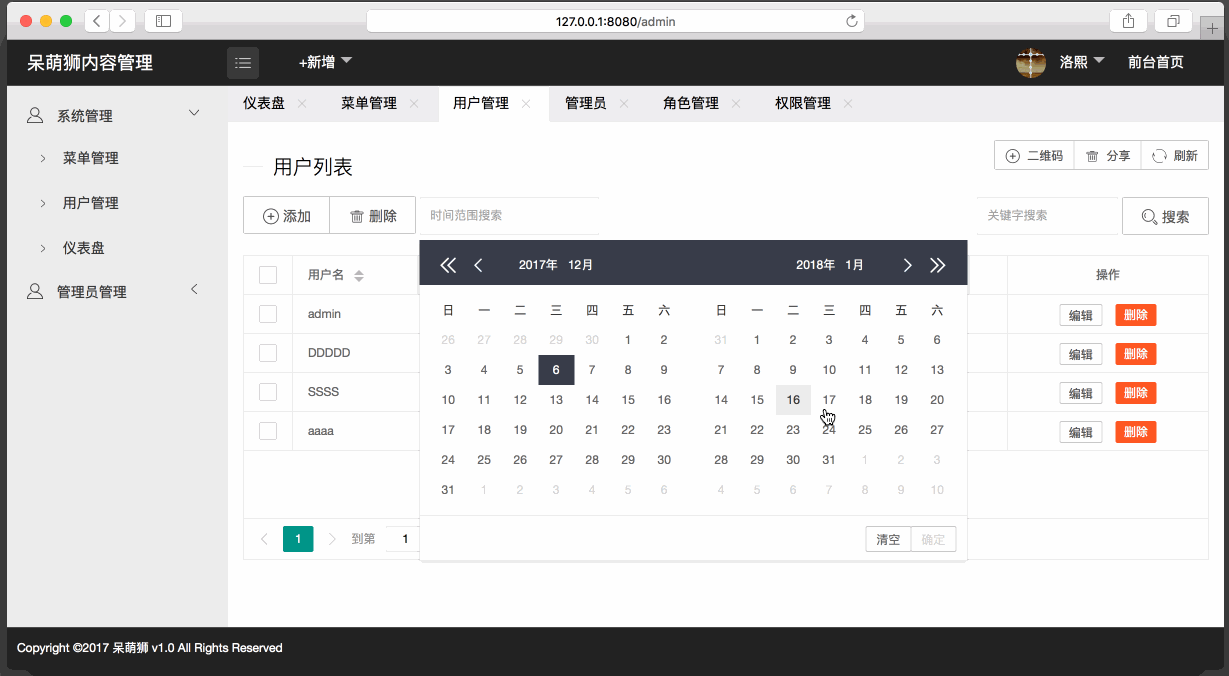 127.0.0.1:8080/admin
呆萌狮内容管理 +新增 洛熙 前台首页
系统管理
菜单管理
用户管理
仪表盘
管理员管理
仪表盘 菜单管理 用户管理 管理员 角色管理 权限管理
用户列表
二维码 分享 刷新
添加 删除 时间范围搜索 关键字搜索 搜索
用户名 操作
admin 编辑 删除
DDDDD 编辑 删除
SSSS 编辑 删除
aaaa 编辑 删除
2017年 12月 2018年 1月
日 一 二 三 四 五 六 日 一 二 三 四 五 六
26 27 28 29 30 1 2 31 1 2 3 4 5 6
3 4 5 6 7 8 9 7 8 9 10 11 12 13
10 11 12 13 14 15 16 14 15 16 17 18 19 20
17 18 19 20 21 22 23 21 22 23 24 25 26 27
24 25 26 27 28 29 30 28 29 30 31 1 2 3
31 1 2 3 4 5 6 4 5 6 7 8 9 10
清空 确定
1 到第 1
Copyright ©2017 呆萌狮 v1.0 All Rights Reserved